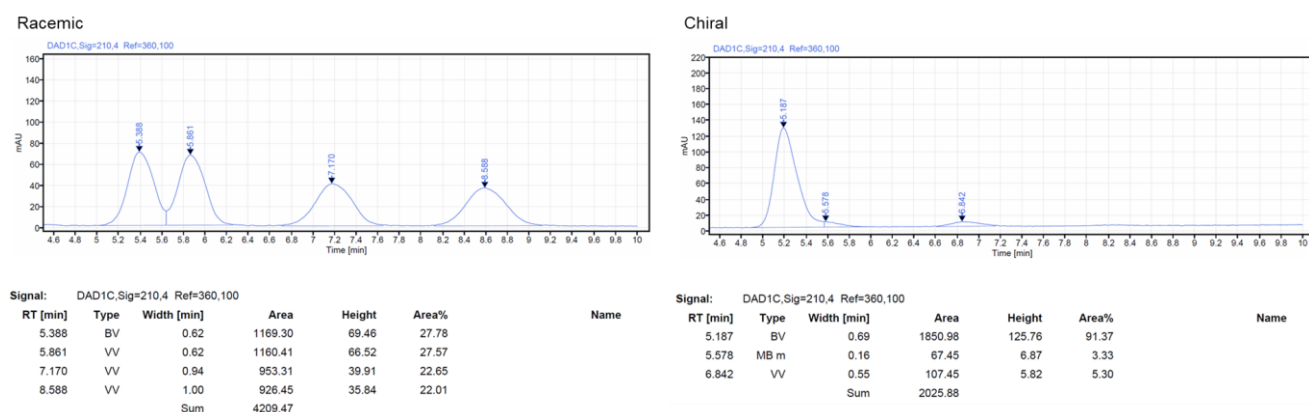 Racemic
DAD1C,Sig=210,4 Ref=360,100
mAU
160
140
120
100
80
60
40
20
0
5.388
5.861
7.170
8.588
4.6 4.8 5 5.2 5.4 5.6 5.8 6 6.2 6.4 6.6 6.8 7 7.2 7.4 7.6 7.8 8 8.2 8.4 8.6 8.8 9 9.2 9.4 9.6 9.8 10
Time [min]
Signal: DAD1C,Sig=210,4 Ref=360,100
RT [min] Type Width [min] Area Height Area% Name
5.388 BV 0.62 1169.30 69.46 27.78
5.861 VV 0.62 1160.41 66.52 27.57
7.170 VV 0.94 953.31 39.91 22.65
8.588 VV 1.00 926.45 35.84 22.01
Sum 4209.47
Chiral
DAD1C,Sig=210,4 Ref=360,100
mAU
220
200
180
160
140
120
100
80
60
40
20
0
5.187
5.578
6.842
4.6 4.8 5 5.2 5.4 5.6 5.8 6 6.2 6.4 6.6 6.8 7 7.2 7.4 7.6 7.8 8 8.2 8.4 8.6 8.8 9 9.2 9.4 9.6 9.8 10
Time [min]
Signal: DAD1C,Sig=210,4 Ref=360,100
RT [min] Type Width [min] Area Height Area% Name
5.187 BV 0.69 1850.98 125.76 91.37
5.578 MB m 0.16 67.45 6.87 3.33
6.842 VV 0.55 107.45 5.82 5.30
Sum 2025.88